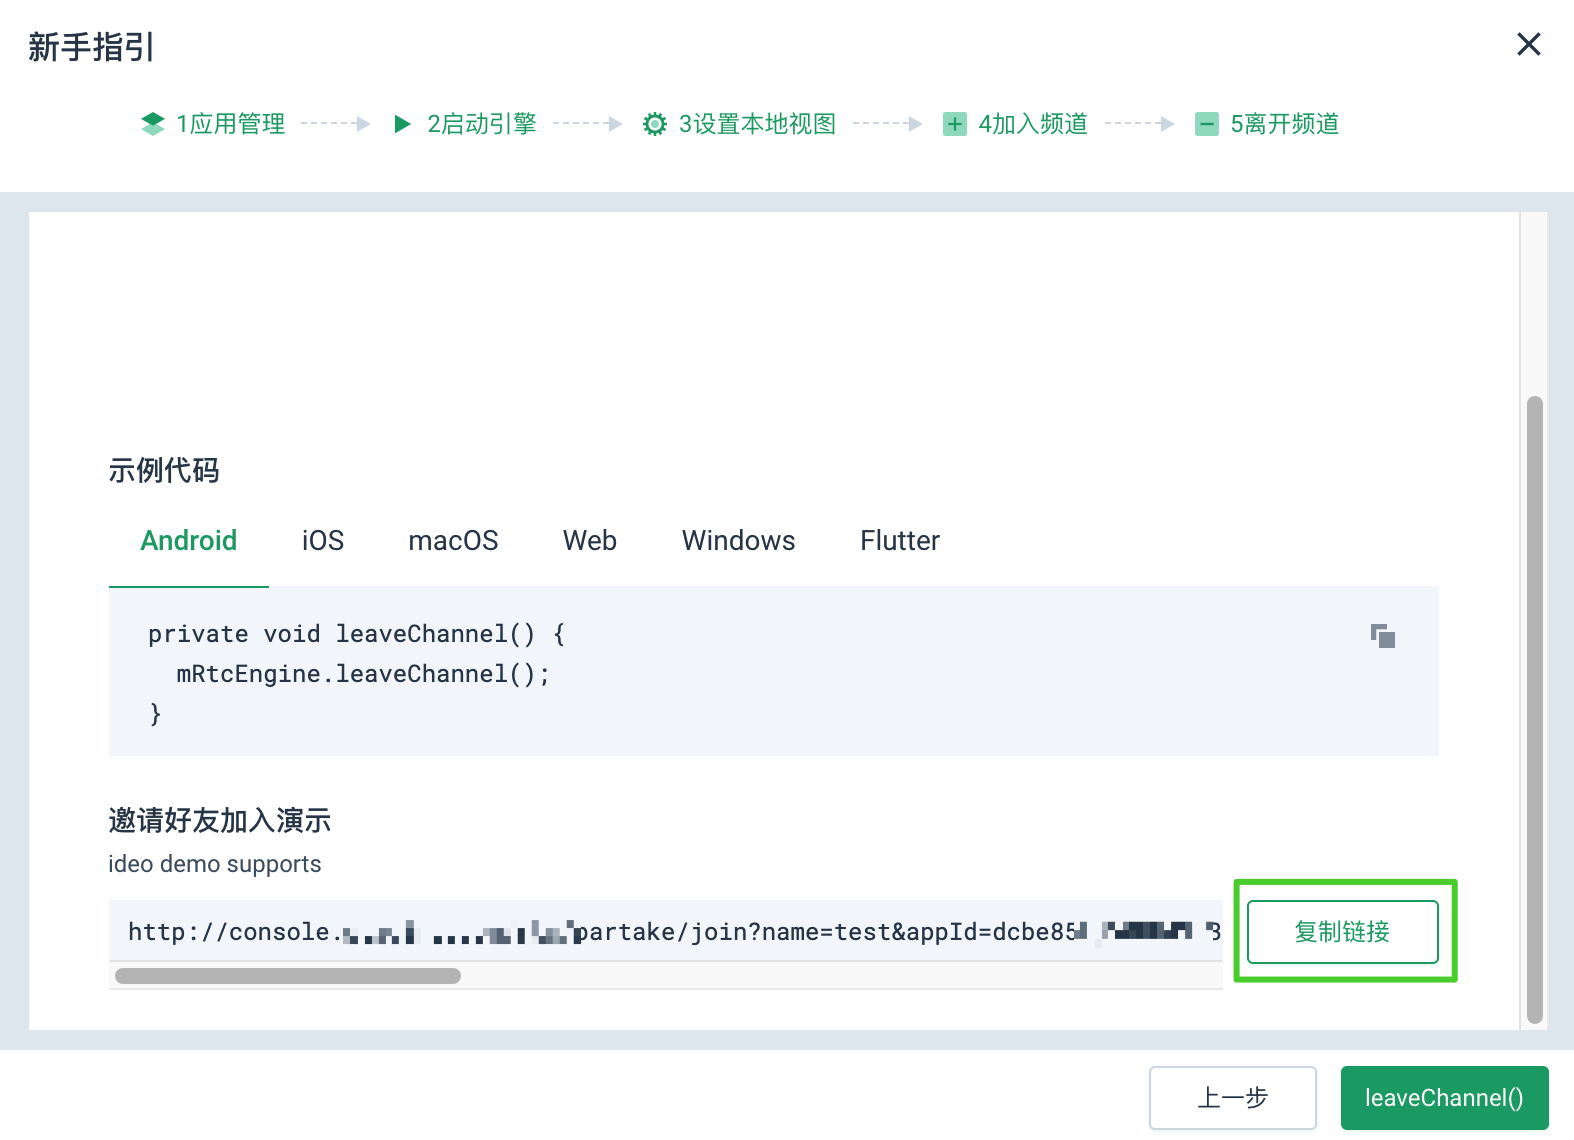 新手指引
1应用管理 2启动引擎 3设置本地视图 4加入频道 5离开频道
示例代码
Android iOS macOS Web Windows Flutter
private void leaveChannel() {
mRtcEngine.leaveChannel();
}
邀请好友加入演示
ideo demo supports
http://console. partake/join?name=test&appId=dcbe85
复制链接
上一步 leaveChannel()